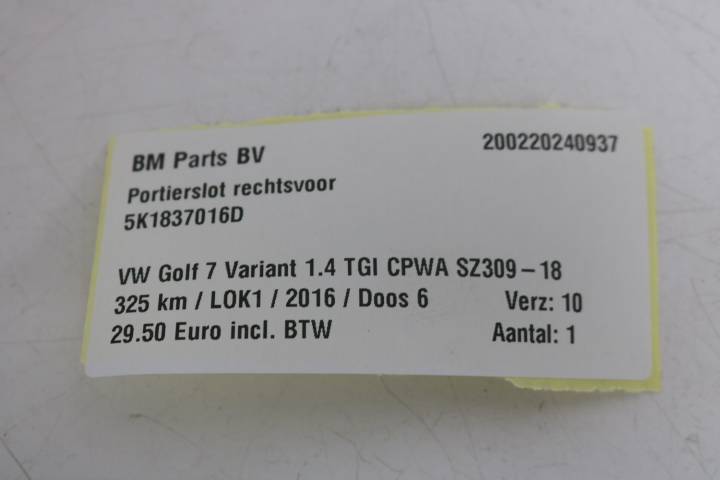 BM Parts BV 200220240937
Portierslot rechtsvoor
5K1837016D
VW Golf 7 Variant 1.4 TGI CPWA SZ309-18
325 km / LOK1 / 2016 / Doos 6 Verz: 10
29.50 Euro incl. BTW Aantal: 1